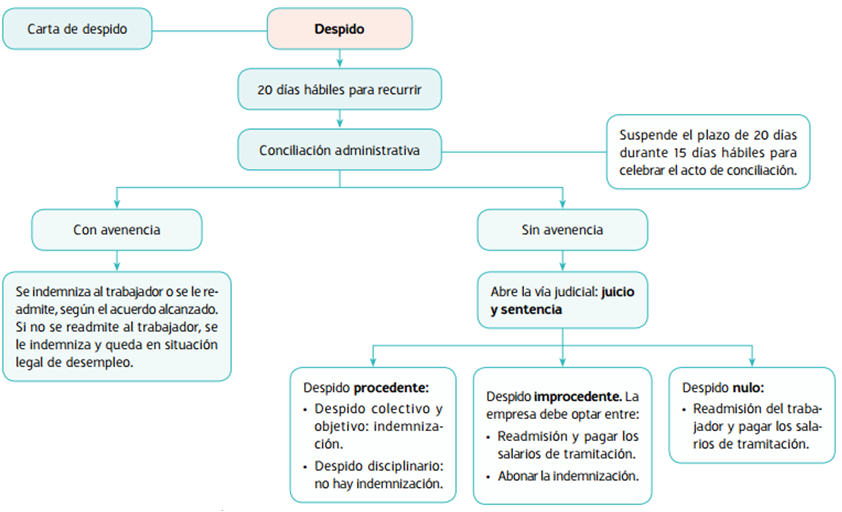 Carta de despido
Despido
20 días hábiles para recurrir
Conciliación administrativa
Suspende el plazo de 20 días
durante 15 días hábiles para
celebrar el acto de conciliación.
Con avenencia
Sin avenencia
Se indemniza al trabajador o se le re-
admite, según el acuerdo alcanzado.
Si no se readmite al trabajador, se
le indemniza y queda en situación
legal de desempleo.
Abre la vía judicial: juicio
y sentencia
Despido procedente:
• Despido colectivo y
objetivo: indemniza-
ción.
• Despido disciplinario:
no hay indemnización.
Despido improcedente. La
empresa debe optar entre:
• Readmisión y pagar los
salarios de tramitación.
• Abonar la indemnización.
Despido nulo:
• Readmisión del traba-
jador y pagar los sala-
rios de tramitación.